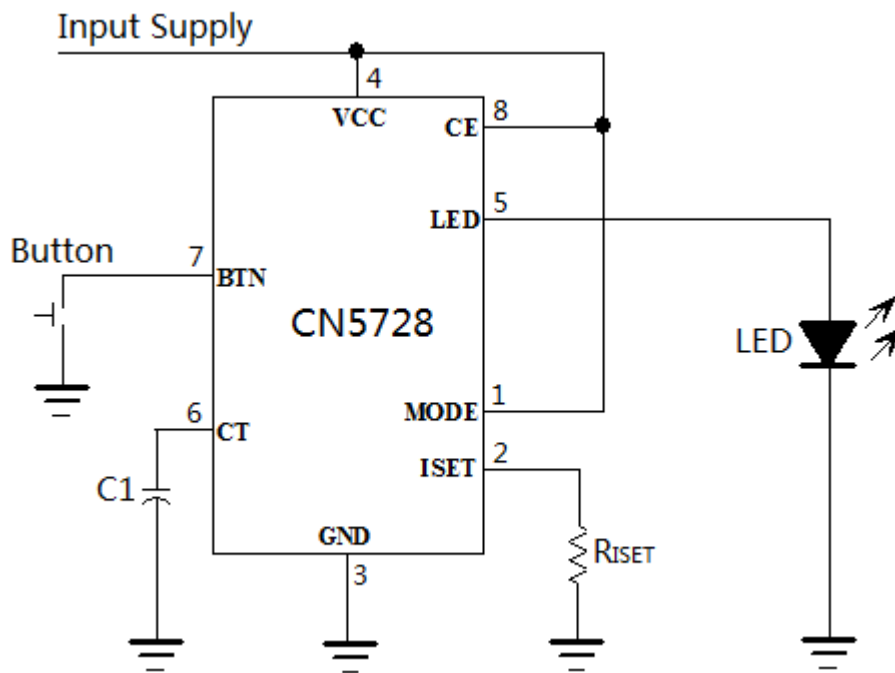 Input Supply
4
VCC
8
CE
5
LED
Button
7
BTN
CN5728
LED
1
MODE
6
CT
2
ISET
C1
GND
3
RISET